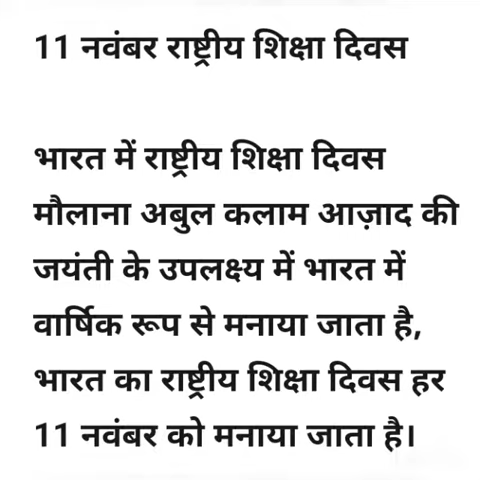 11 नवंबर राष्ट्रीय शिक्षा दिवस
भारत में राष्ट्रीय शिक्षा दिवस
मौलाना अबुल कलाम आज़ाद की
जयंती के उपलक्ष्य में भारत में
वार्षिक रूप से मनाया जाता है,
भारत का राष्ट्रीय शिक्षा दिवस हर
11 नवंबर को मनाया जाता है।